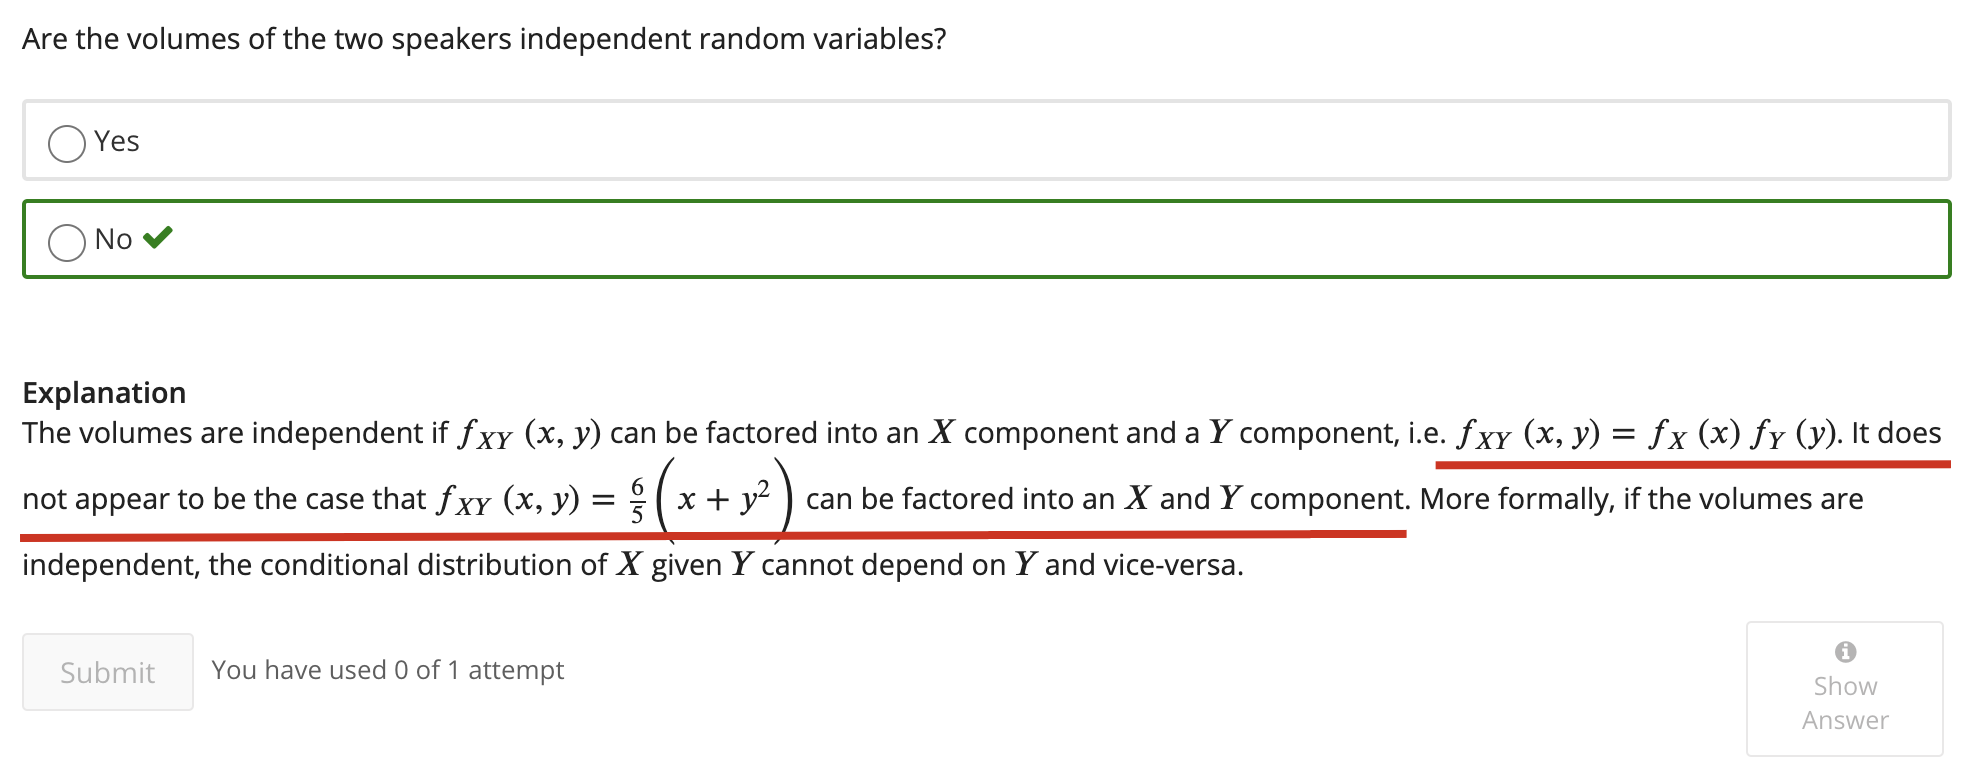 Are the volumes of the two speakers independent random variables?
Yes
No
Explanation
The volumes are independent if f_{XY} (x, y) can be factored into an X component and a Y component, i.e. f_{XY} (x, y) = f_X (x) f_Y (y). It does
not appear to be the case that f_{XY} (x, y) = \frac{6}{5} (x + y^2) can be factored into an X and Y component. More formally, if the volumes are
independent, the conditional distribution of X given Y cannot depend on Y and vice-versa.
Submit
You have used 0 of 1 attempt
Show
Answer